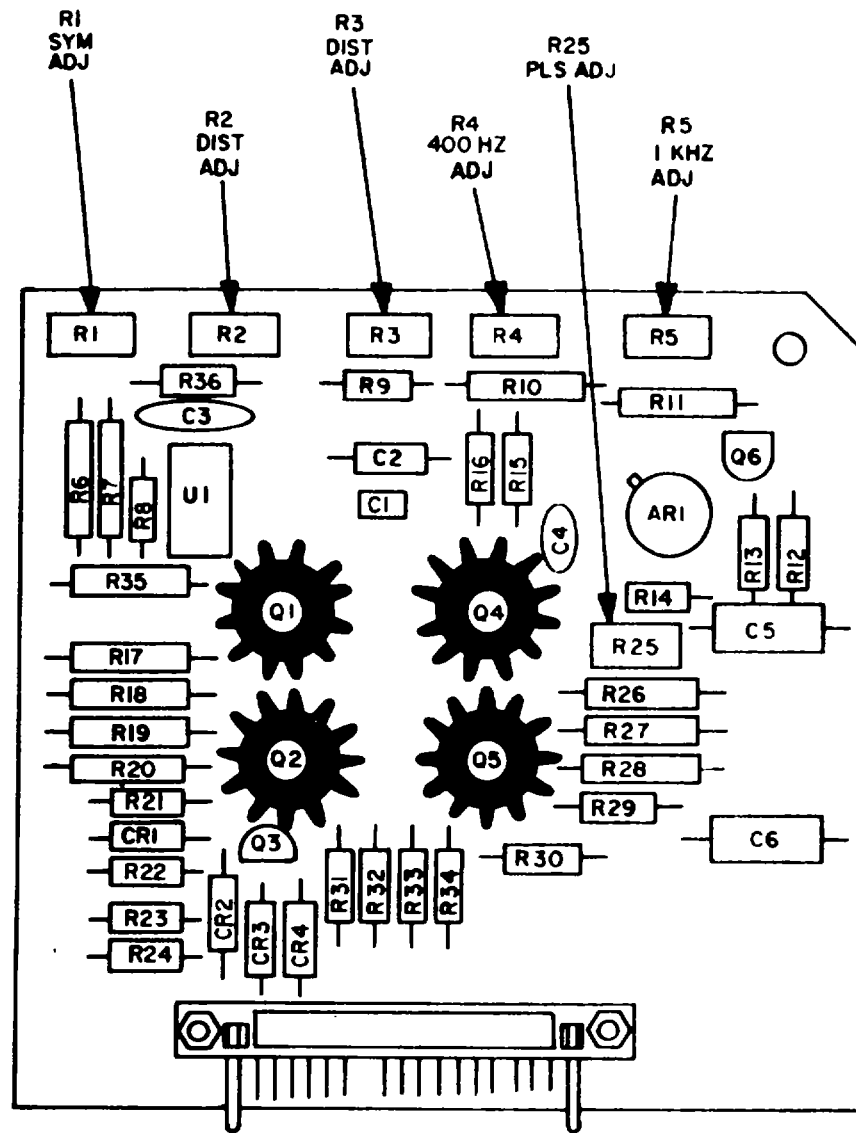 R1
SYM
ADJ
R2
DIST
ADJ
R3
DIST
ADJ
R4
400 HZ
ADJ
R25
PLS ADJ
R5
1 KHZ
ADJ
R1
R2
R3
R4
R5
R36
R9
R10
R11
C3
R6
R7
R8
U1
C2
C1
R16
R15
C4
Q6
AR1
R13
R12
R35
Q1
Q4
R14
C5
R25
R17
R18
R19
R20
R21
CR1
R22
R23
R24
Q2
Q5
Q3
R26
R27
R28
R29
R30
C6
CR2
CR3
CR4
R31
R32
R33
R34